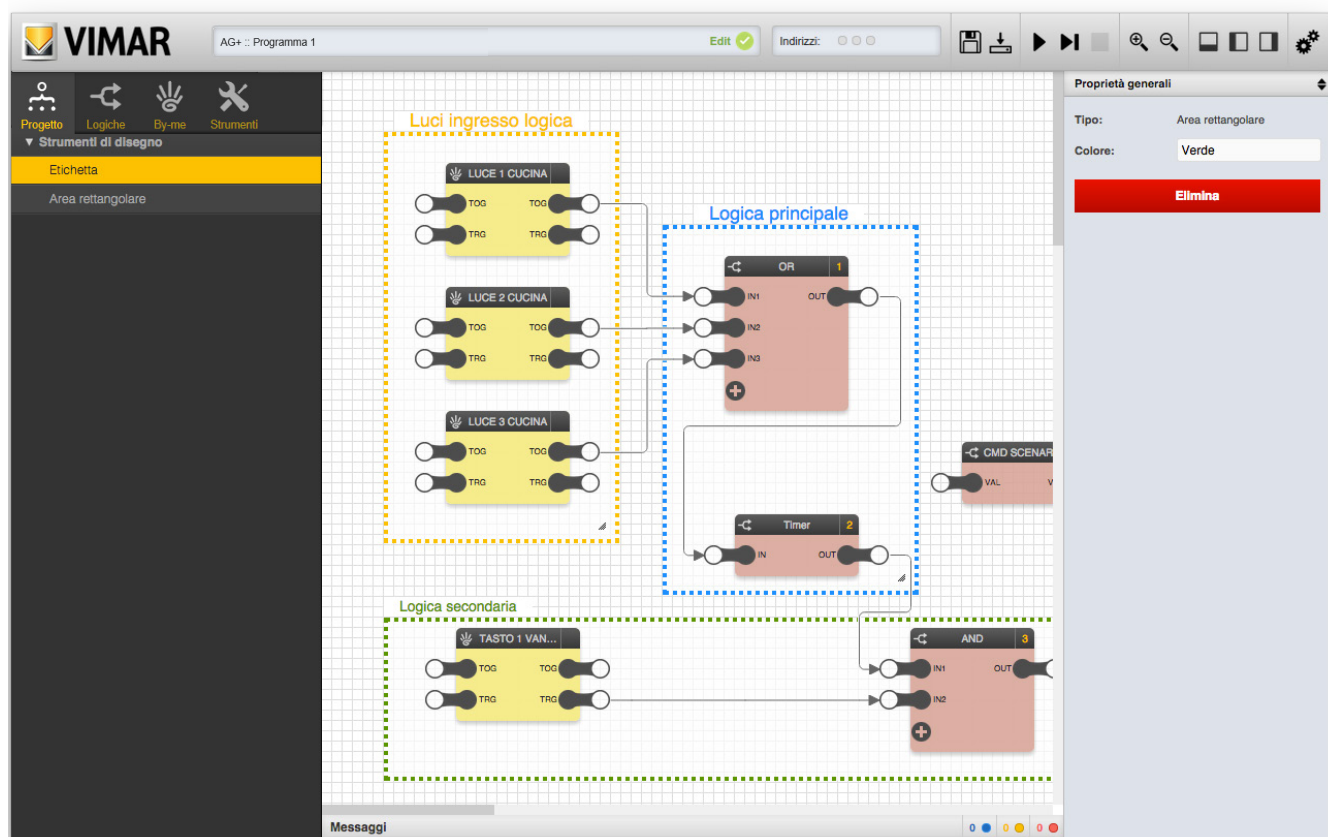 VIMAR
AG+ :: Programma 1
Edit
Indirizzi:
Progetto
Logiche
By-me
Strumenti
▼ Strumenti di disegno
Etichetta
Area rettangolare
Luci ingresso logica
LUCE 1 CUCINA
TOG TOG
TRG TRG
LUCE 2 CUCINA
TOG TOG
TRG TRG
LUCE 3 CUCINA
TOG TOG
TRG TRG
Logica principale
OR 1
IN1 OUT
IN2
IN3
Timer 2
IN OUT
CMD SCENAR
VAL V
Logica secondaria
TASTO 1 VAN...
TOG TOG
TRG TRG
AND 3
IN1 OUT
IN2
Proprietà generali
Tipo: Area rettangolare
Colore: Verde
Elimina
Messaggi
0 0 0